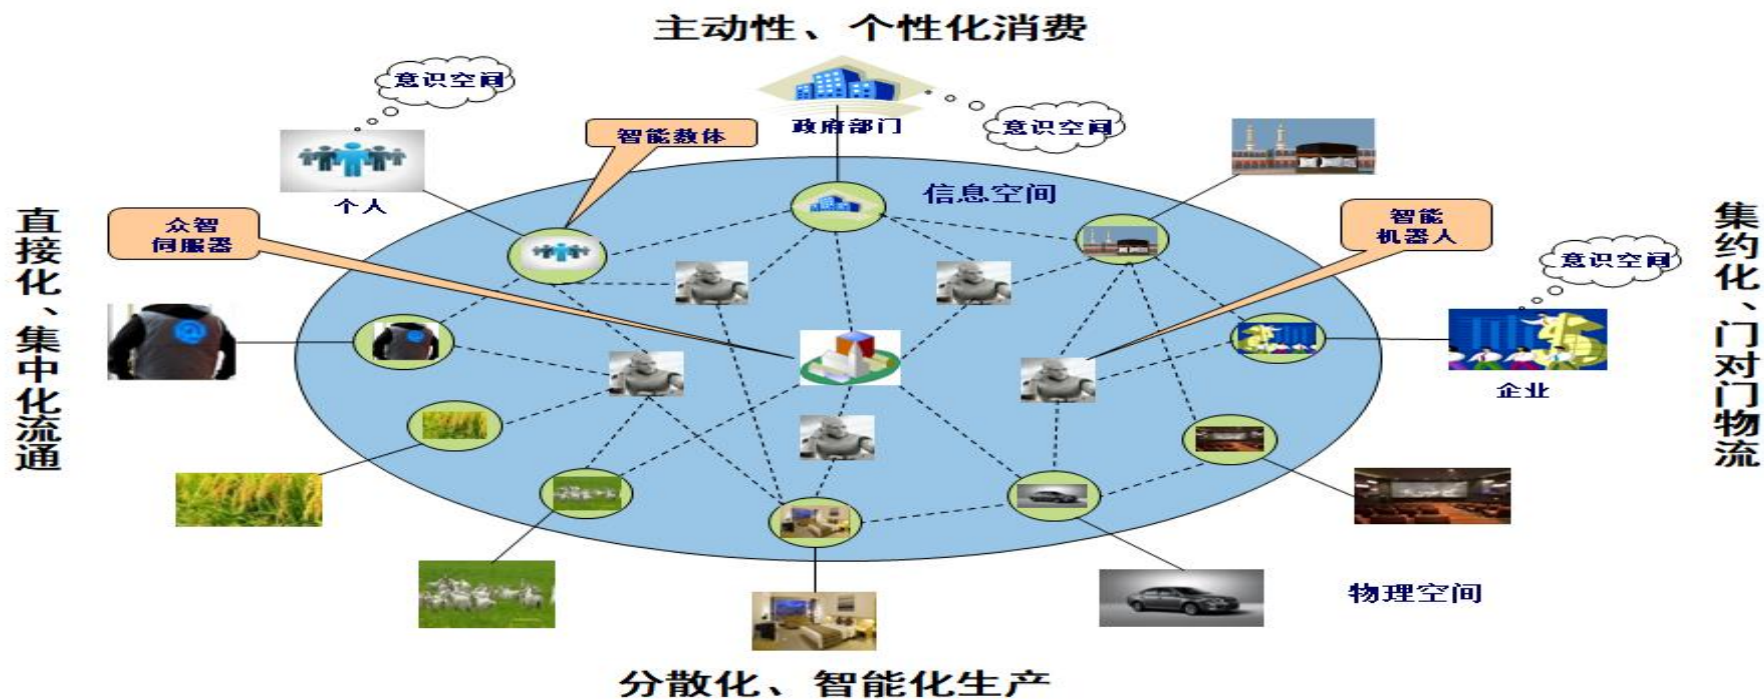 主动性、个性化消费
意识空间
政府部门
意识空间
智能数体
个人
信息空间
众智
伺服器
智能
机器人
意识空间
企业
直接化、集中化流通
集约化、门对门物流
物理空间
分散化、智能化生产